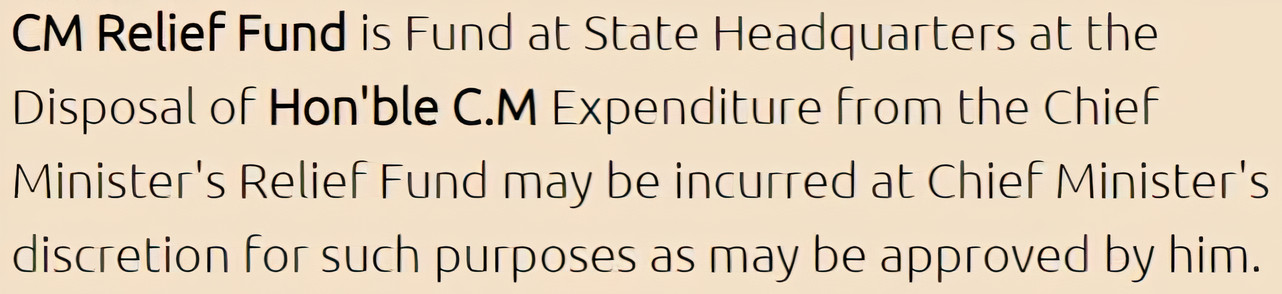 CM Relief Fund is Fund at State Headquarters at the
Disposal of Hon'ble C.M Expenditure from the Chief
Minister's Relief Fund may be incurred at Chief Minister's
discretion for such purposes as may be approved by him.